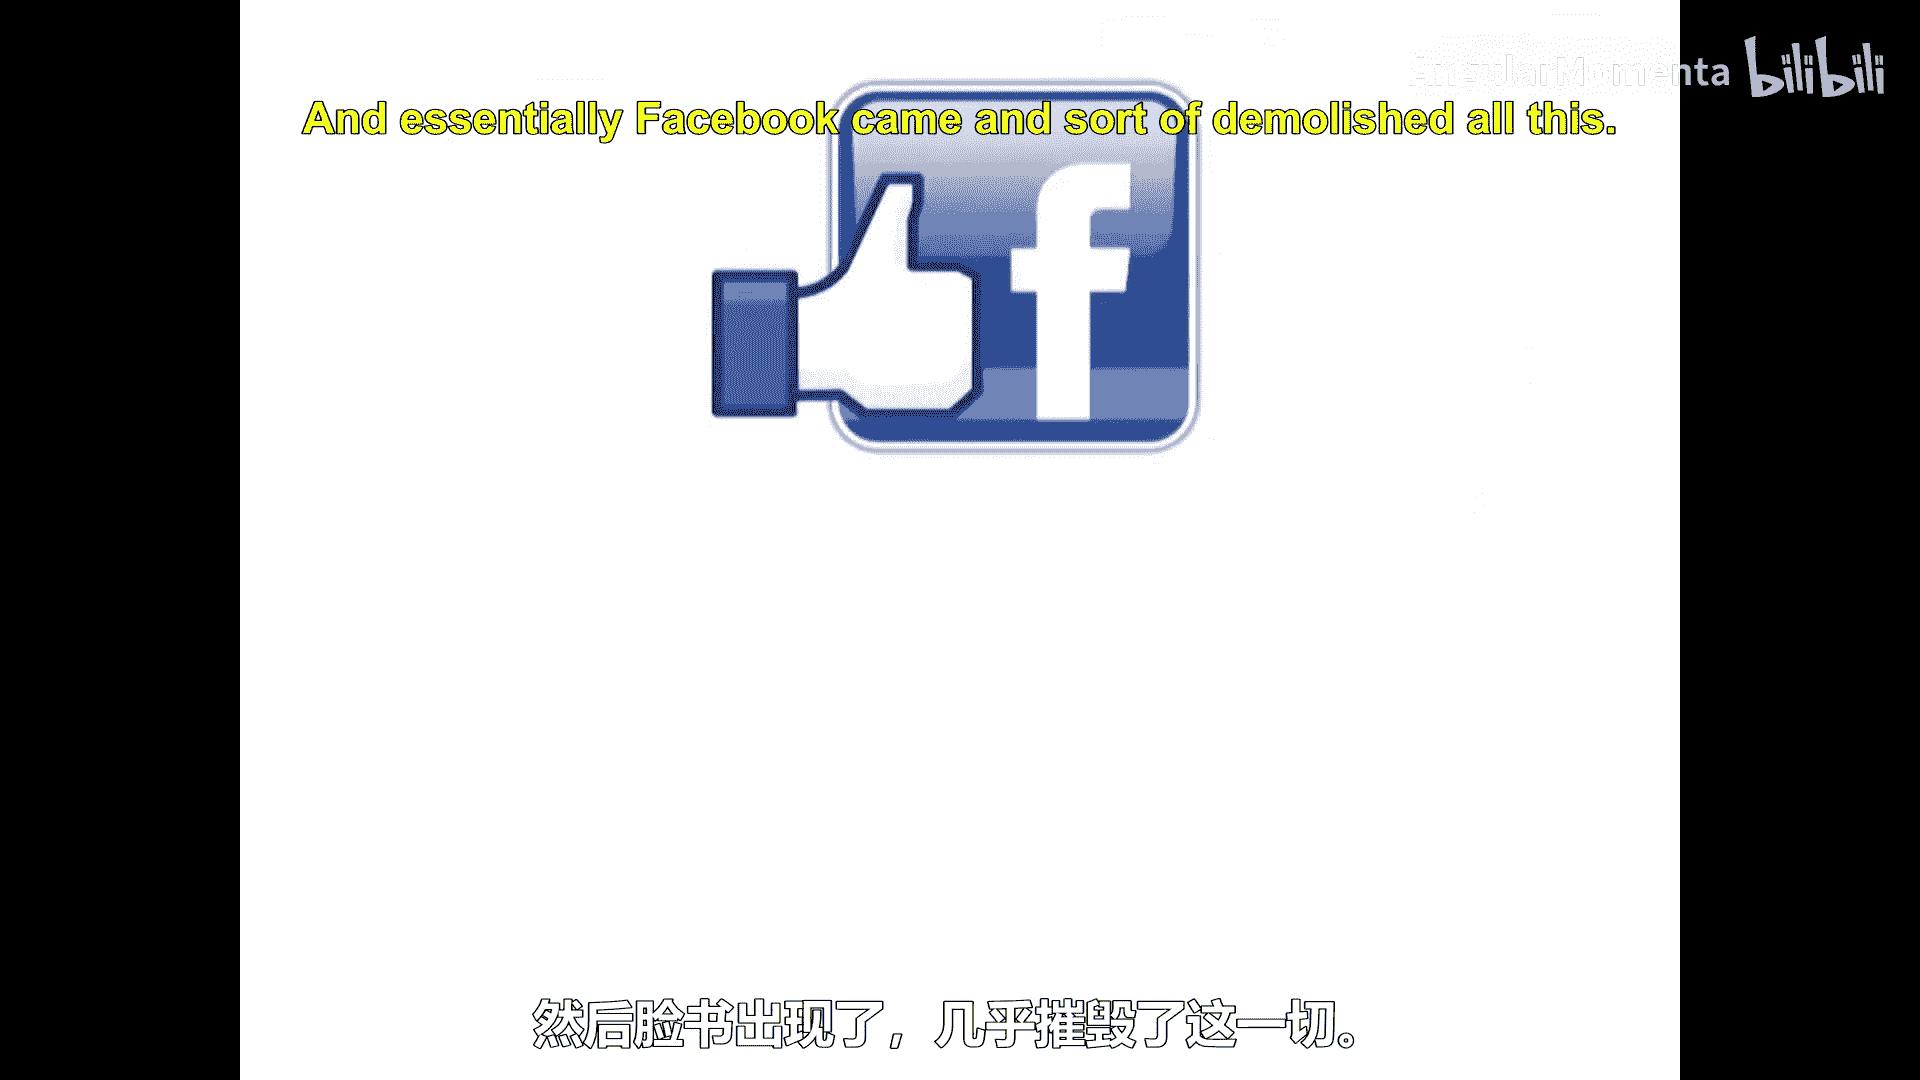 bilibili
And essentially Facebook came and sort of demolished all this.
f
然后脸书出现了，几乎摧毁了这一切。